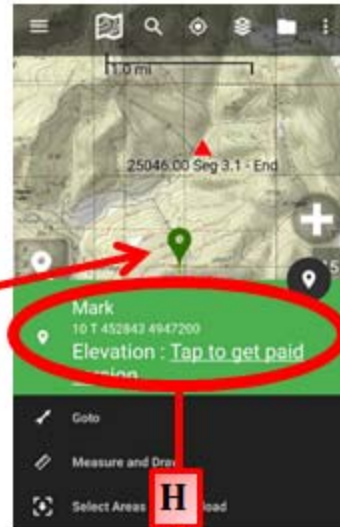 1.0 mi
25046.00 Seg 3.1 - End
Mark
10 T 452843 4947200
Elevation : Tap to get paid
version
Goto
Measure and Draw
Select Areas
H